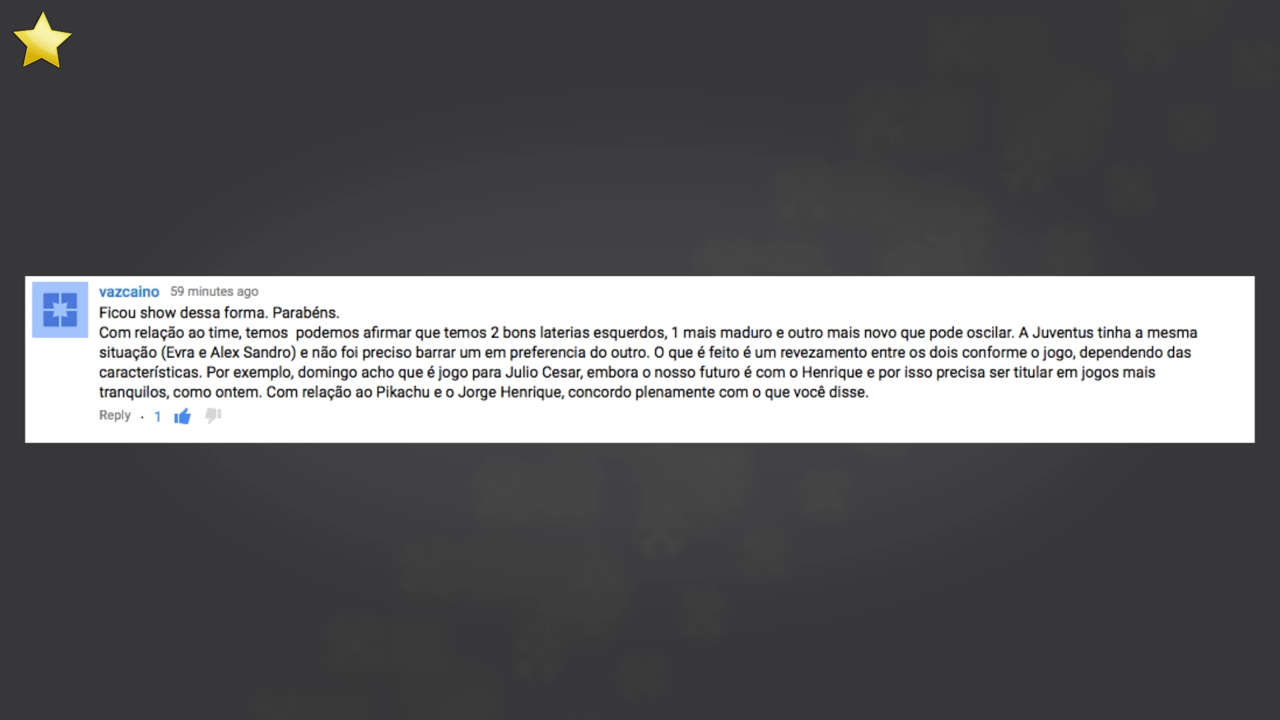 vazcaino 59 minutes ago
Ficou show dessa forma. Parabéns.
Com relação ao time, temos  podemos afirmar que temos 2 bons laterias esquerdos, 1 mais maduro e outro mais novo que pode oscilar. A Juventus tinha a mesma
situação (Evra e Alex Sandro) e não foi preciso barrar um em preferencia do outro. O que é feito é um revezamento entre os dois conforme o jogo, dependendo das
características. Por exemplo, domingo acho que é jogo para Julio Cesar, embora o nosso futuro é com o Henrique e por isso precisa ser titular em jogos mais
tranquilos, como ontem. Com relação ao Pikachu e o Jorge Henrique, concordo plenamente com o que você disse.
Reply · 1